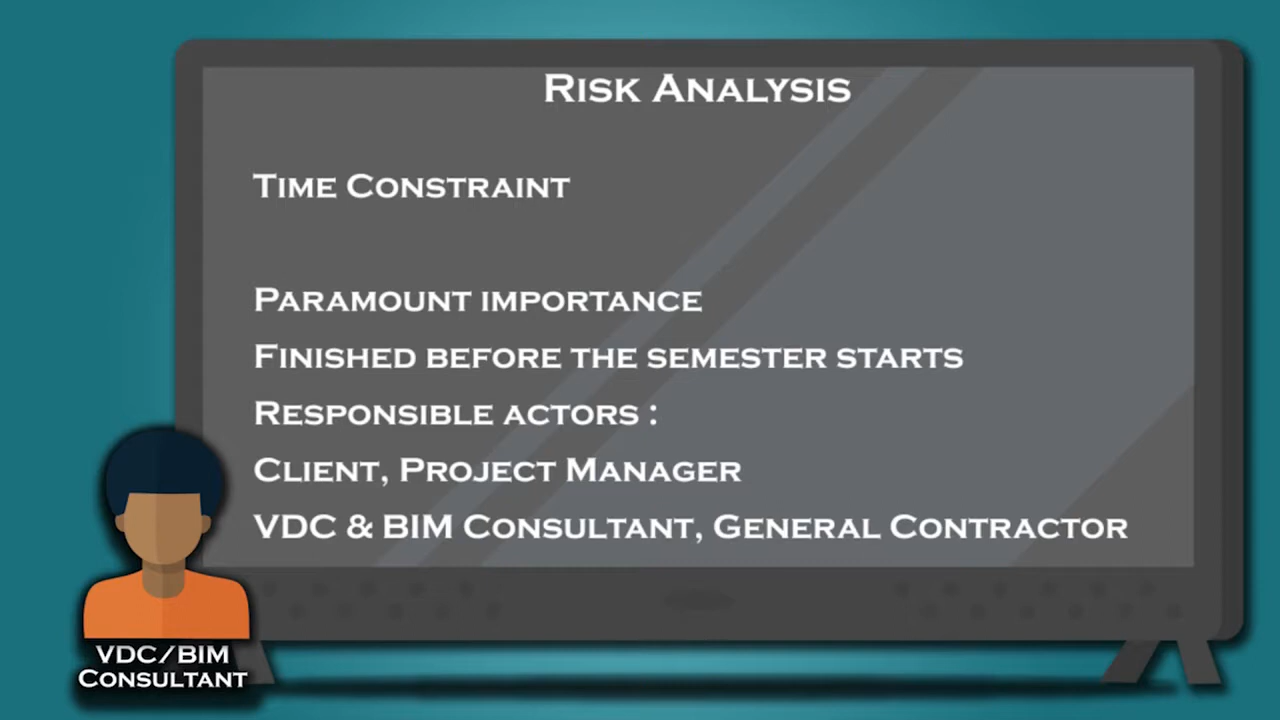 Risk Analysis
Time Constraint
Paramount importance
Finished before the semester starts
Responsible actors :
Client, Project Manager
VDC & BIM Consultant, General Contractor
VDC/BIM
Consultant